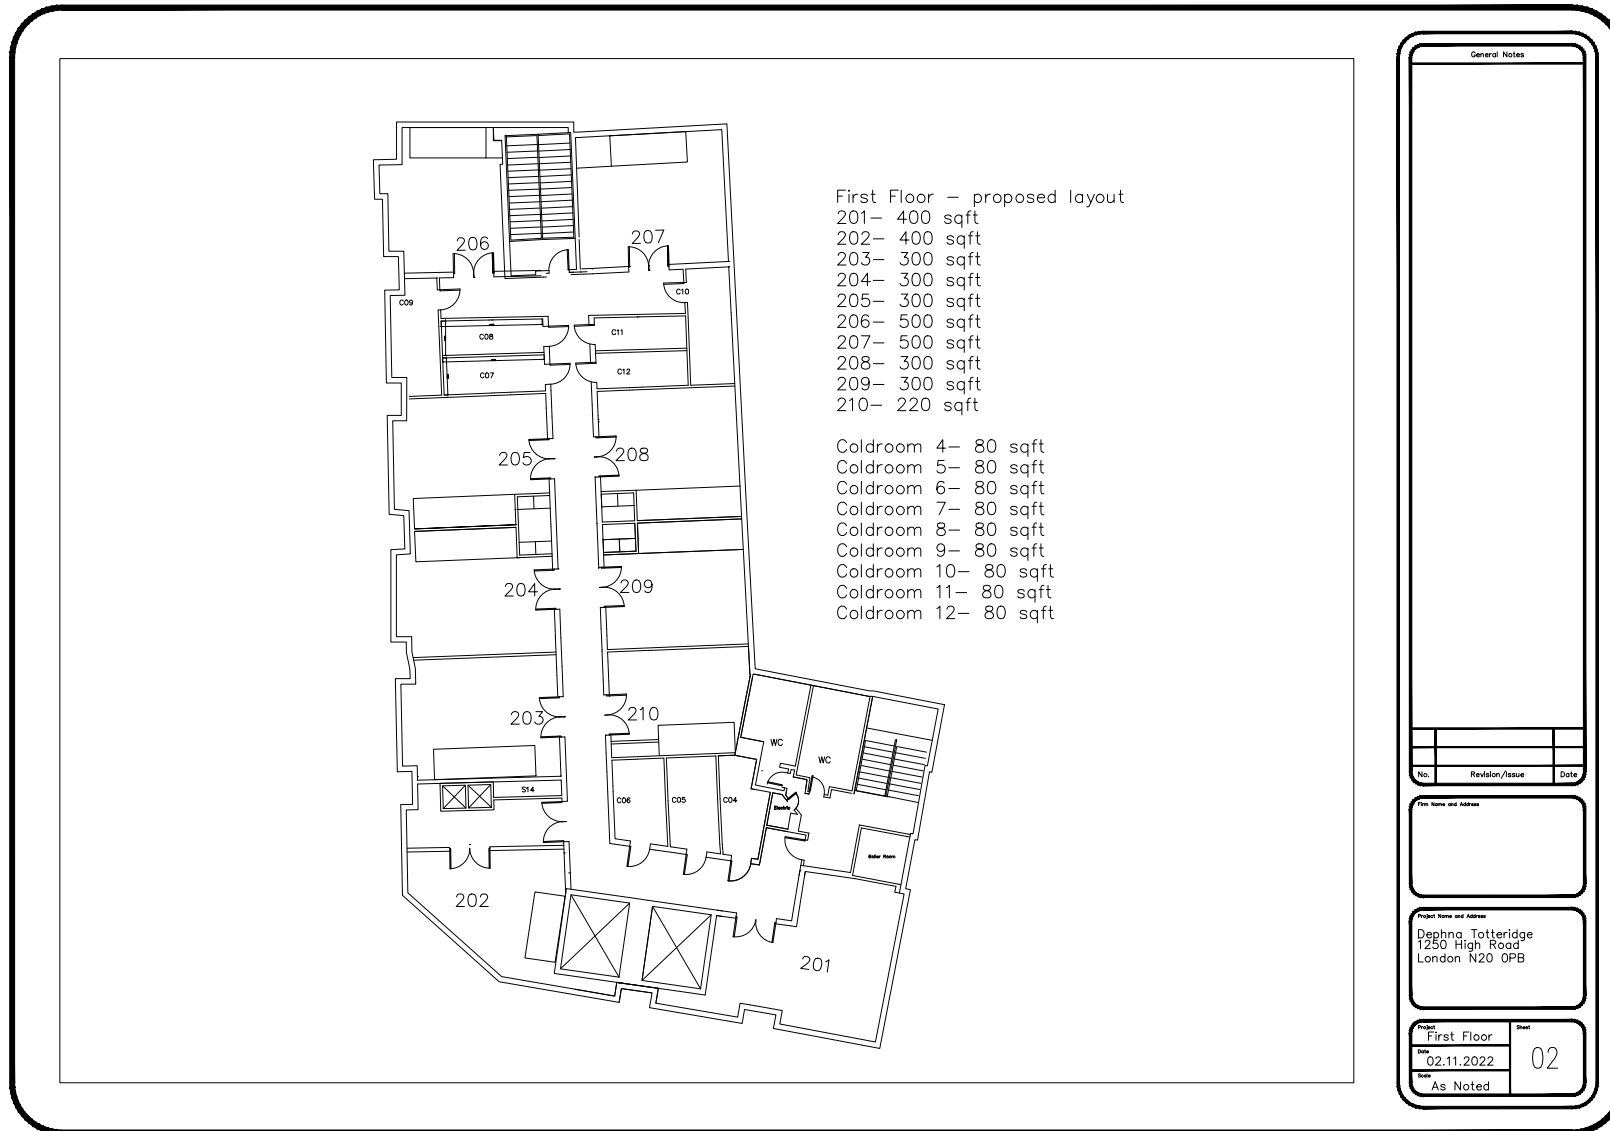 First Floor – proposed layout
201– 400 sqft
202– 400 sqft
203– 300 sqft
204– 300 sqft
205– 300 sqft
206– 500 sqft
207– 500 sqft
208– 300 sqft
209– 300 sqft
210– 220 sqft
Coldroom 4– 80 sqft
Coldroom 5– 80 sqft
Coldroom 6– 80 sqft
Coldroom 7– 80 sqft
Coldroom 8– 80 sqft
Coldroom 9– 80 sqft
Coldroom 10– 80 sqft
Coldroom 11– 80 sqft
Coldroom 12– 80 sqft
206
207
C09
C10
C08
C11
C07
C12
205
208
204
209
203
210
WC
WC
S14
C06
C05
C04
Electric
Boiler Room
202
201
General Notes
No.
Revision/Issue
Date
Firm Name and Address
Project Name and Address
Dephna Totteridge
1250 High Road
London N20 0PB
Project
First Floor
Date
02.11.2022
Scale
As Noted
Sheet
02